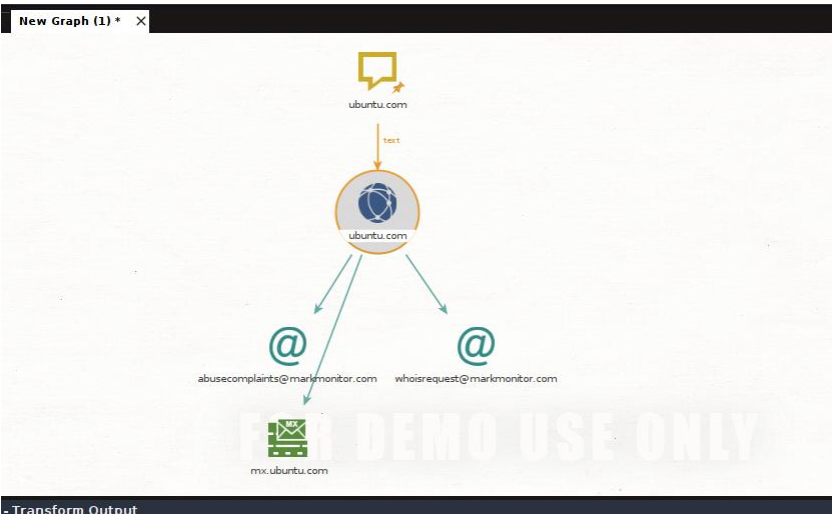 New Graph (1) * X
ubuntu.com
text
ubuntu.com
abusecomplaints@markmonitor.com whoisrequest@markmonitor.com
FOR DEMO USE ONLY
MX
mx.ubuntu.com
- Transform Output